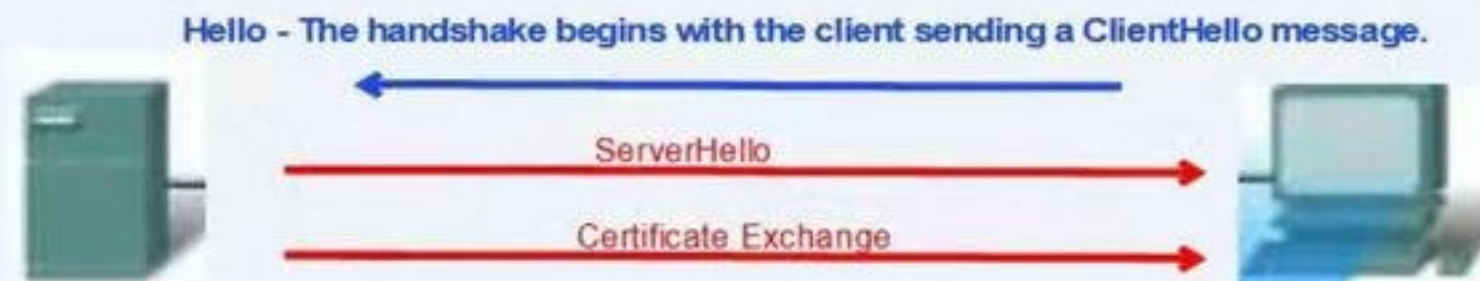 Hello - The handshake begins with the client sending a ClientHello message.
ServerHello
Certificate Exchange